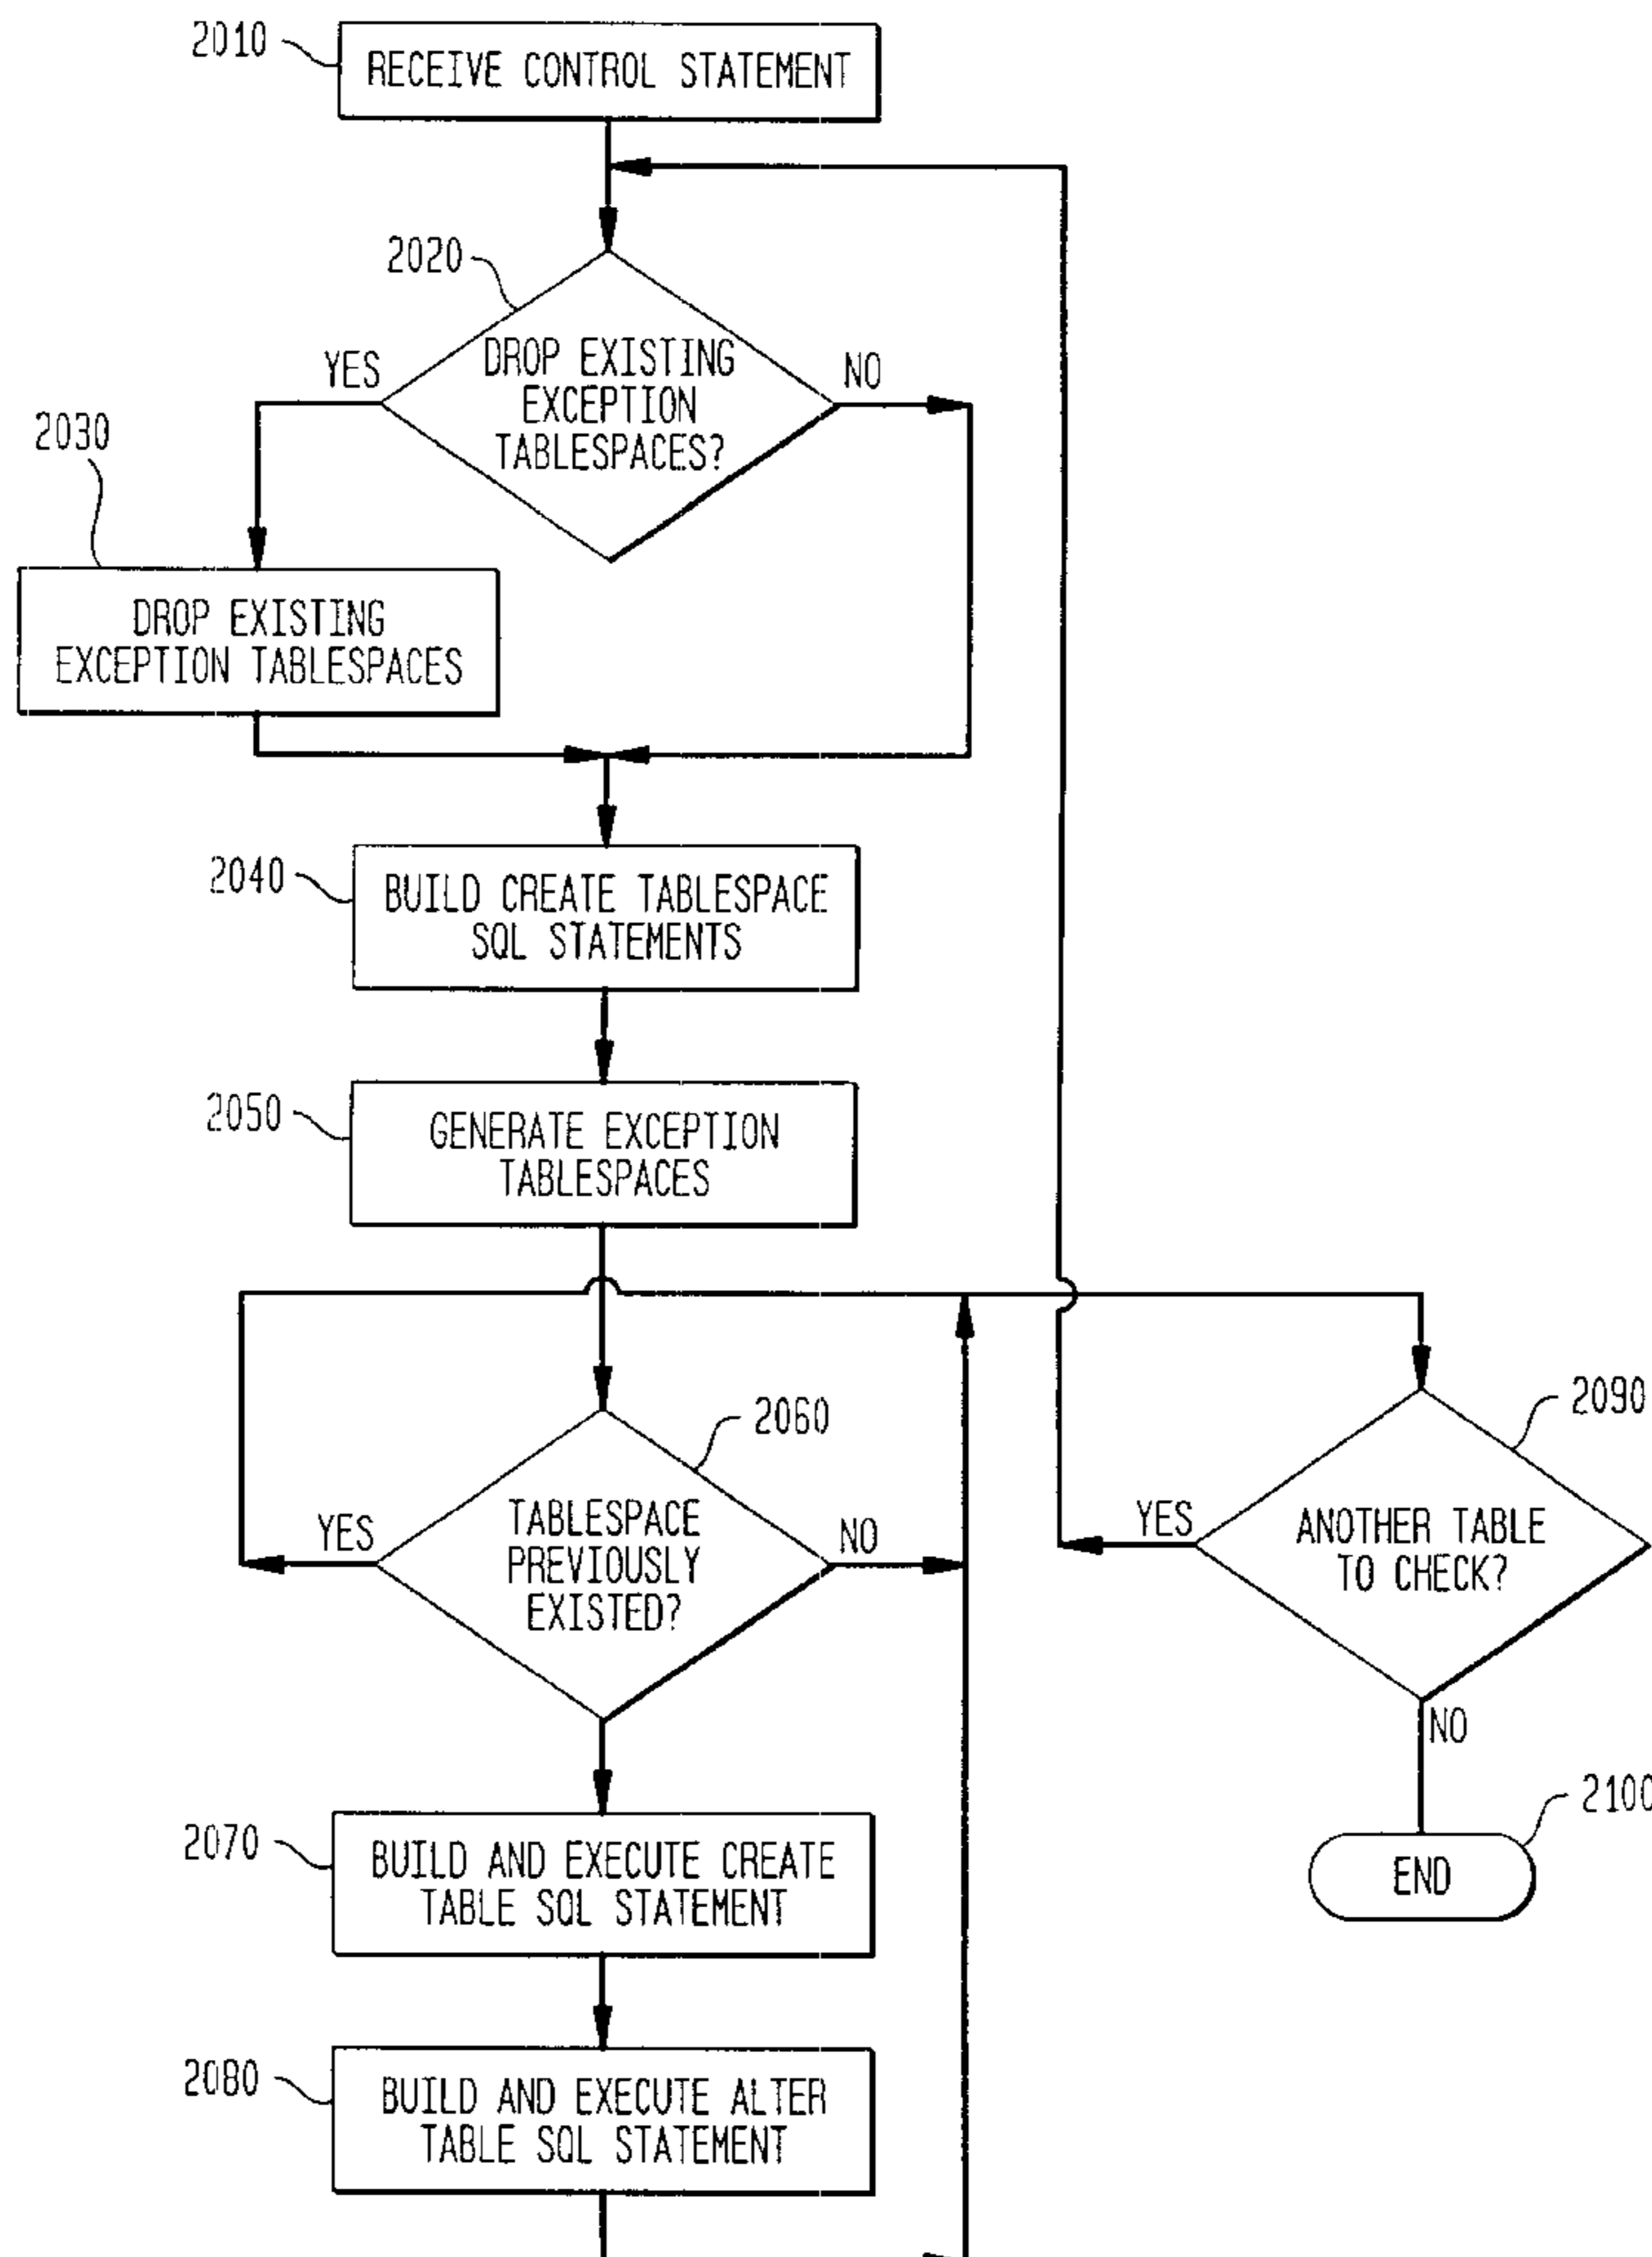 2010
RECEIVE CONTROL STATEMENT
2020
YES
DROP EXISTING
EXCEPTION
TABLESPACES?
NO
2030
DROP EXISTING
EXCEPTION TABLESPACES
2040
BUILD CREATE TABLESPACE
SQL STATEMENTS
2050
GENERATE EXCEPTION
TABLESPACES
2060
YES
TABLESPACE
PREVIOUSLY
EXISTED?
NO
2090
YES
ANOTHER TABLE
TO CHECK?
NO
2100
END
2070
BUILD AND EXECUTE CREATE
TABLE SQL STATEMENT
2080
BUILD AND EXECUTE ALTER
TABLE SQL STATEMENT